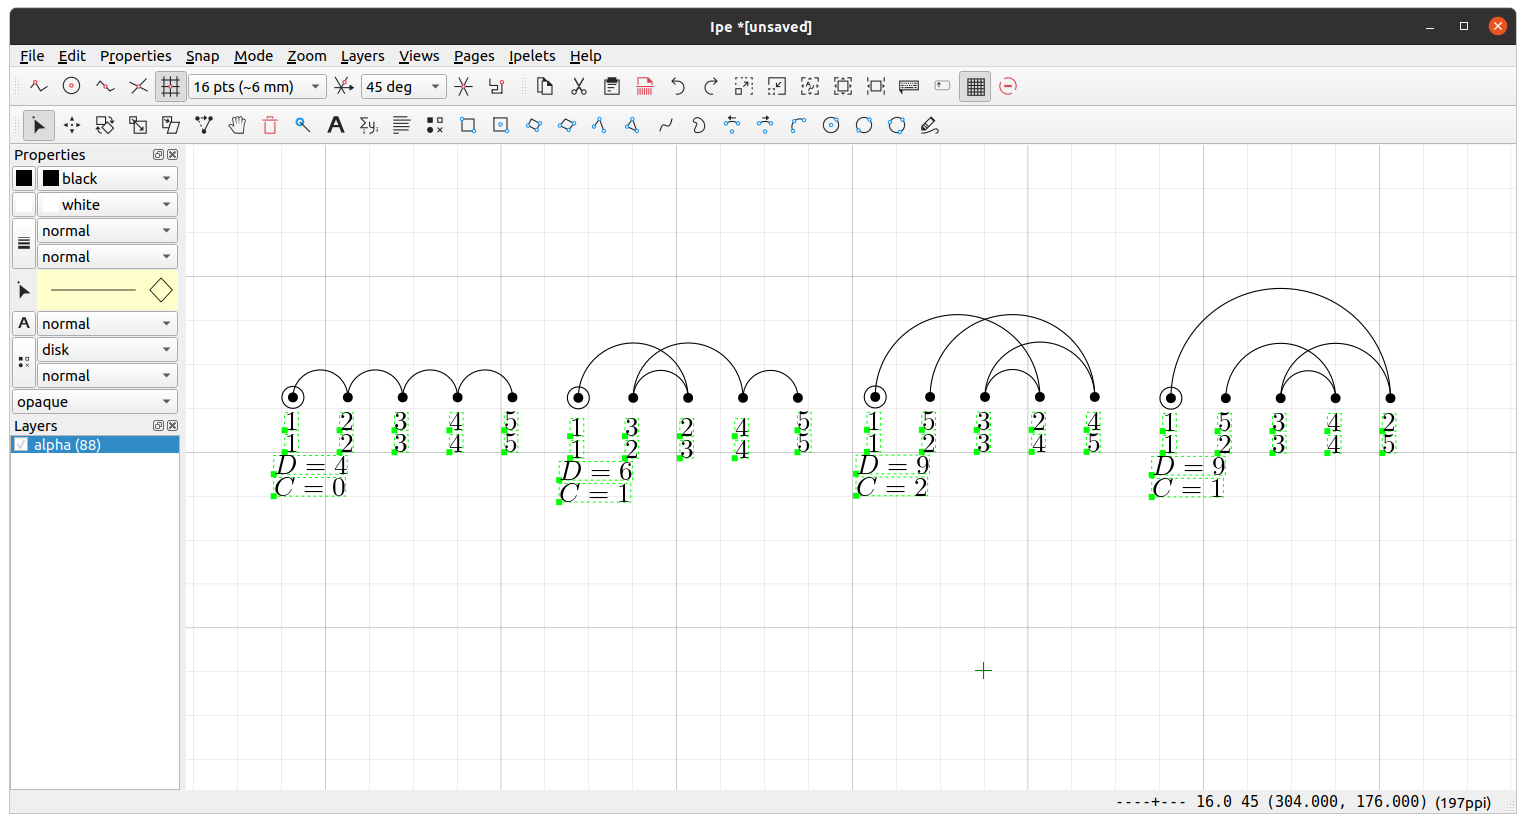 Ipe *[unsaved]
File Edit Properties Snap Mode Zoom Layers Views Pages Ipelets Help
16 pts (~6 mm) 45 deg
Properties
black
white
normal
normal
normal
disk
normal
opaque
Layers
alpha (88)
1 2 3 4 5
1 2 3 4 5
D = 4
C = 0
1 3 2 4 5
1 2 3 4 5
D = 6
C = 1
1 5 3 2 4
1 2 3 4 5
D = 9
C = 2
1 5 3 4 2
1 2 3 4 5
D = 9
C = 1
----+--- 16.0 45 (304.000, 176.000) (197ppi)